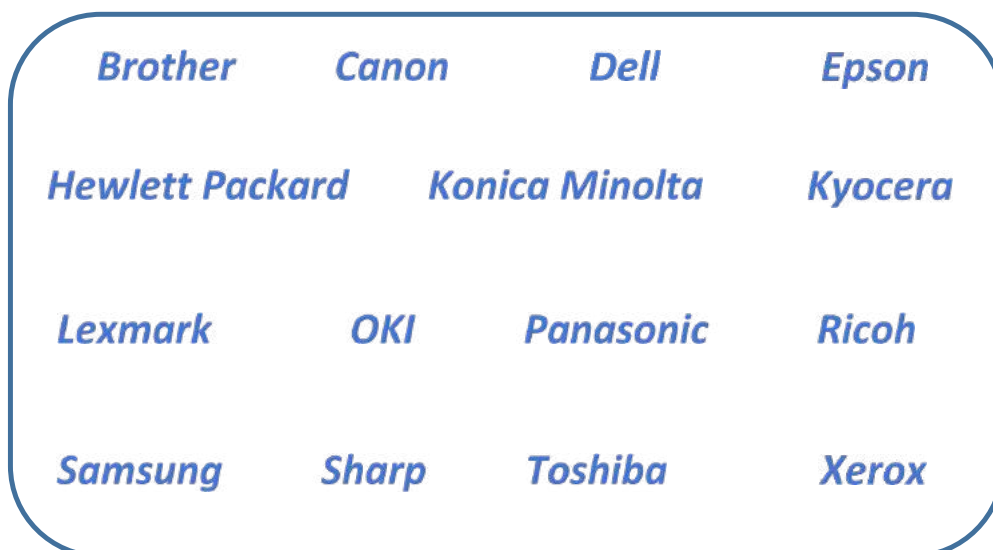 Brother Canon Dell Epson
Hewlett Packard Konica Minolta Kyocera
Lexmark OKI Panasonic Ricoh
Samsung Sharp Toshiba Xerox